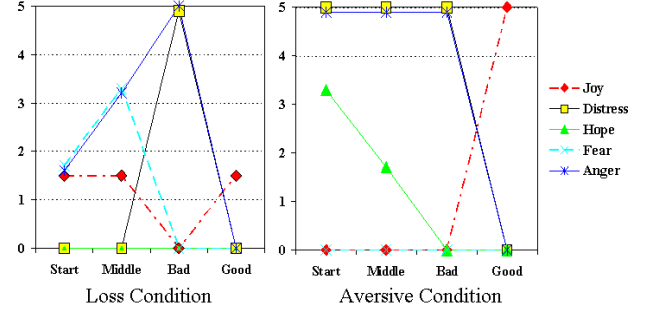 5
4
3
2
1
0
Start Middle Bad Good
Loss Condition
5
4
3
2
1
0
Start Middle Bad Good
Aversive Condition
Joy
Distress
Hope
Fear
Anger